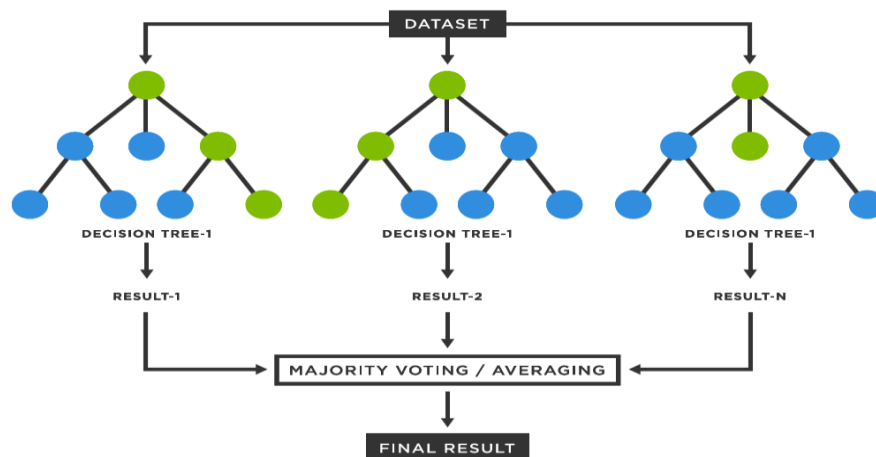 DATASET
DECISION TREE-1
DECISION TREE-1
DECISION TREE-1
RESULT-1
RESULT-2
RESULT-N
MAJORITY VOTING / AVERAGING
FINAL RESULT